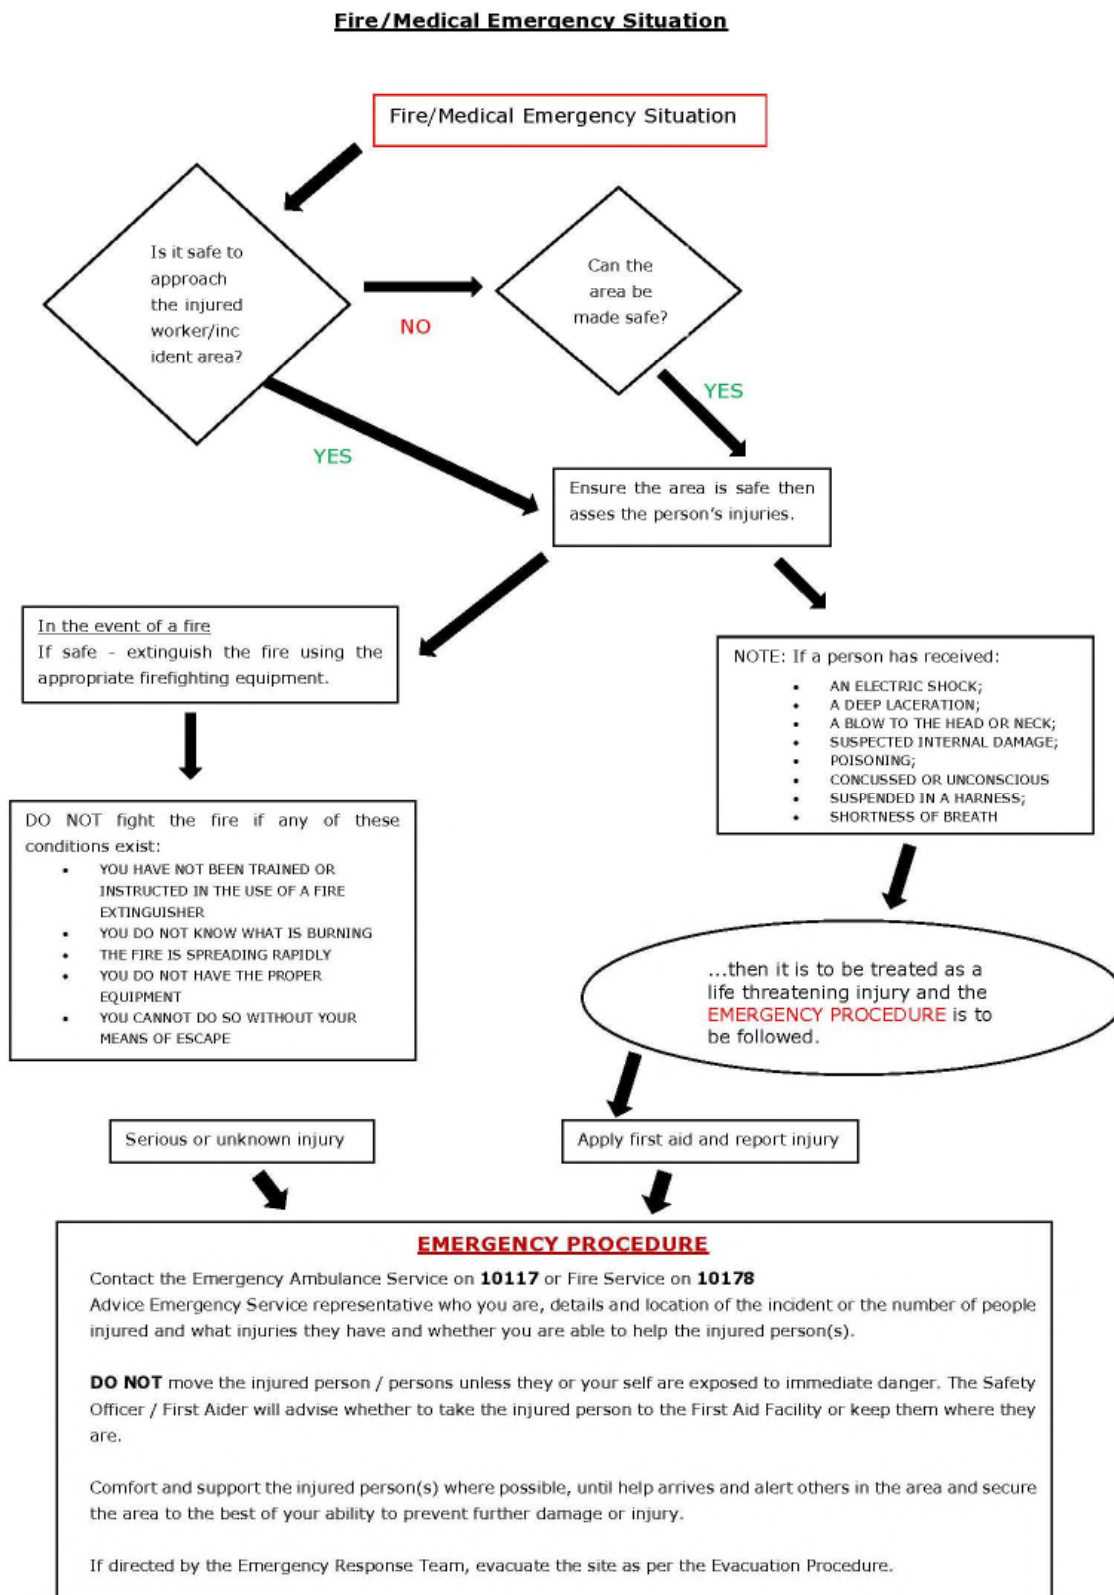 Fire/Medical Emergency Situation
Fire/Medical Emergency Situation
Is it safe to
approach
the injured
worker/inc
ident area?
NO
Can the
area be
made safe?
YES
YES
Ensure the area is safe then
asses the person's injuries.
In the event of a fire
If safe - extinguish the fire using the
appropriate firefighting equipment.
NOTE: If a person has received:
• AN ELECTRIC SHOCK;
• A DEEP LACERATION;
• A BLOW TO THE HEAD OR NECK;
• SUSPECTED INTERNAL DAMAGE;
• POISONING;
• CONCUSSED OR UNCONSCIOUS
• SUSPENDED IN A HARNESS;
• SHORTNESS OF BREATH
DO NOT fight the fire if any of these
conditions exist:
• YOU HAVE NOT BEEN TRAINED OR
INSTRUCTED IN THE USE OF A FIRE
EXTINGUISHER
• YOU DO NOT KNOW WHAT IS BURNING
• THE FIRE IS SPREADING RAPIDLY
• YOU DO NOT HAVE THE PROPER
EQUIPMENT
• YOU CANNOT DO SO WITHOUT YOUR
MEANS OF ESCAPE
...then it is to be treated as a
life threatening injury and the
EMERGENCY PROCEDURE is to
be followed.
Serious or unknown injury
Apply first aid and report injury
EMERGENCY PROCEDURE
Contact the Emergency Ambulance Service on 10117 or Fire Service on 10178
Advice Emergency Service representative who you are, details and location of the incident or the number of people
injured and what injuries they have and whether you are able to help the injured person(s).
DO NOT move the injured person / persons unless they or your self are exposed to immediate danger. The Safety
Officer / First Aider will advise whether to take the injured person to the First Aid Facility or keep them where they
are.
Comfort and support the injured person(s) where possible, until help arrives and alert others in the area and secure
the area to the best of your ability to prevent further damage or injury.
If directed by the Emergency Response Team, evacuate the site as per the Evacuation Procedure.